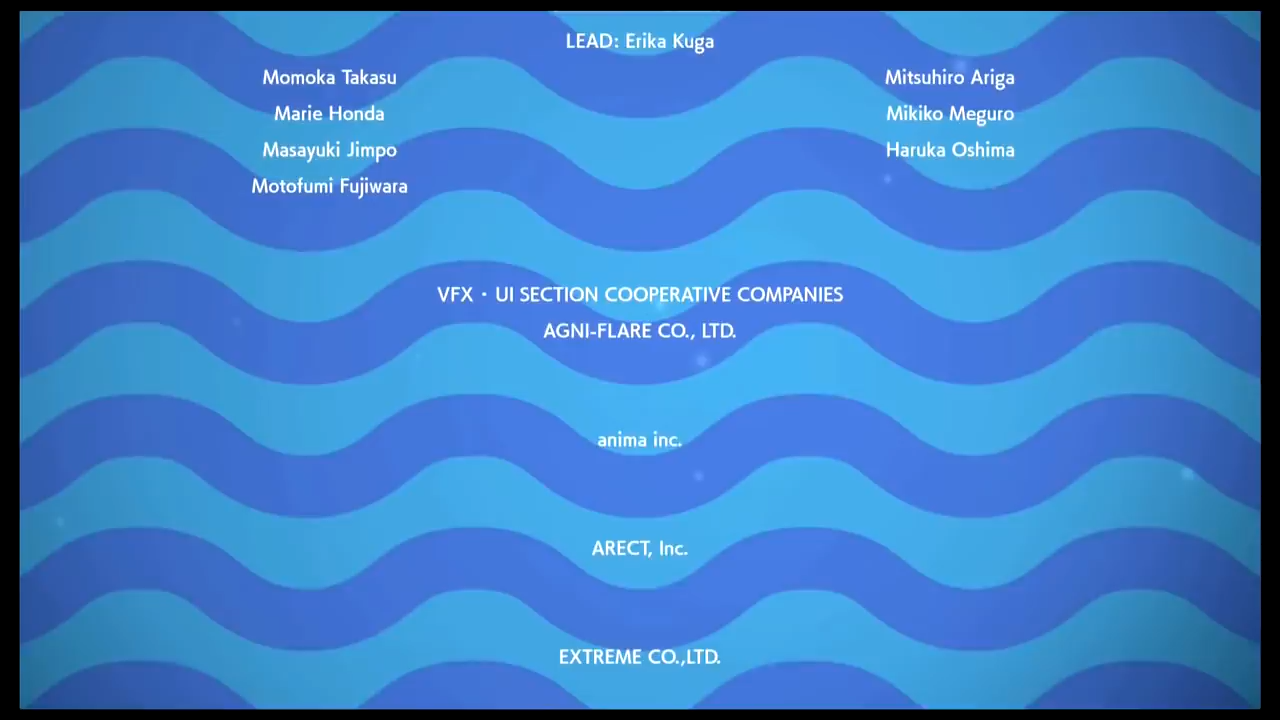 LEAD: Erika Kuga
Momoka Takasu
Mitsuhiro Ariga
Marie Honda
Mikiko Meguro
Masayuki Jimpo
Haruka Oshima
Motofumi Fujiwara
VFX・UI SECTION COOPERATIVE COMPANIES
AGNI-FLARE CO., LTD.
anima inc.
ARECT, Inc.
EXTREME CO.,LTD.